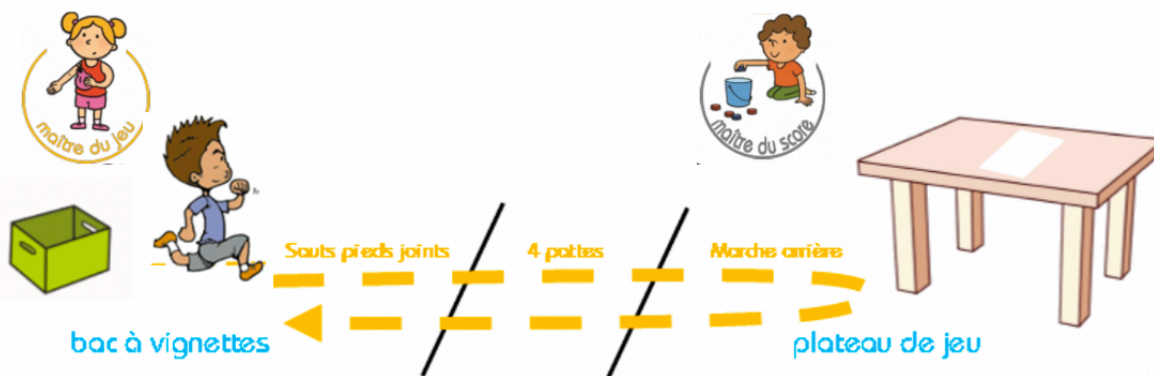 maître du jeu
maître du score
Sauts pieds joints
4 pattes
Marche arrière
bac à vignettes
plateau de jeu